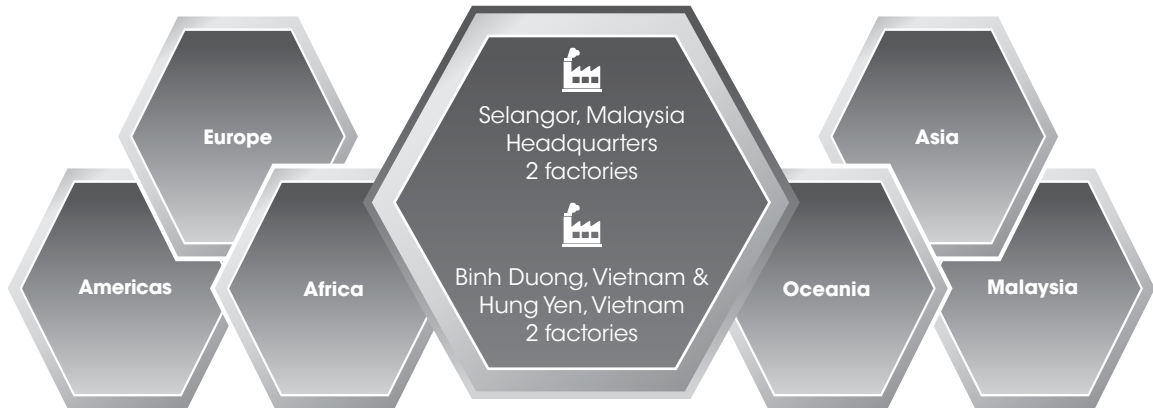 Europe
Americas
Africa
Selangor, Malaysia
Headquarters
2 factories
Binh Duong, Vietnam &
Hung Yen, Vietnam
2 factories
Asia
Oceania
Malaysia